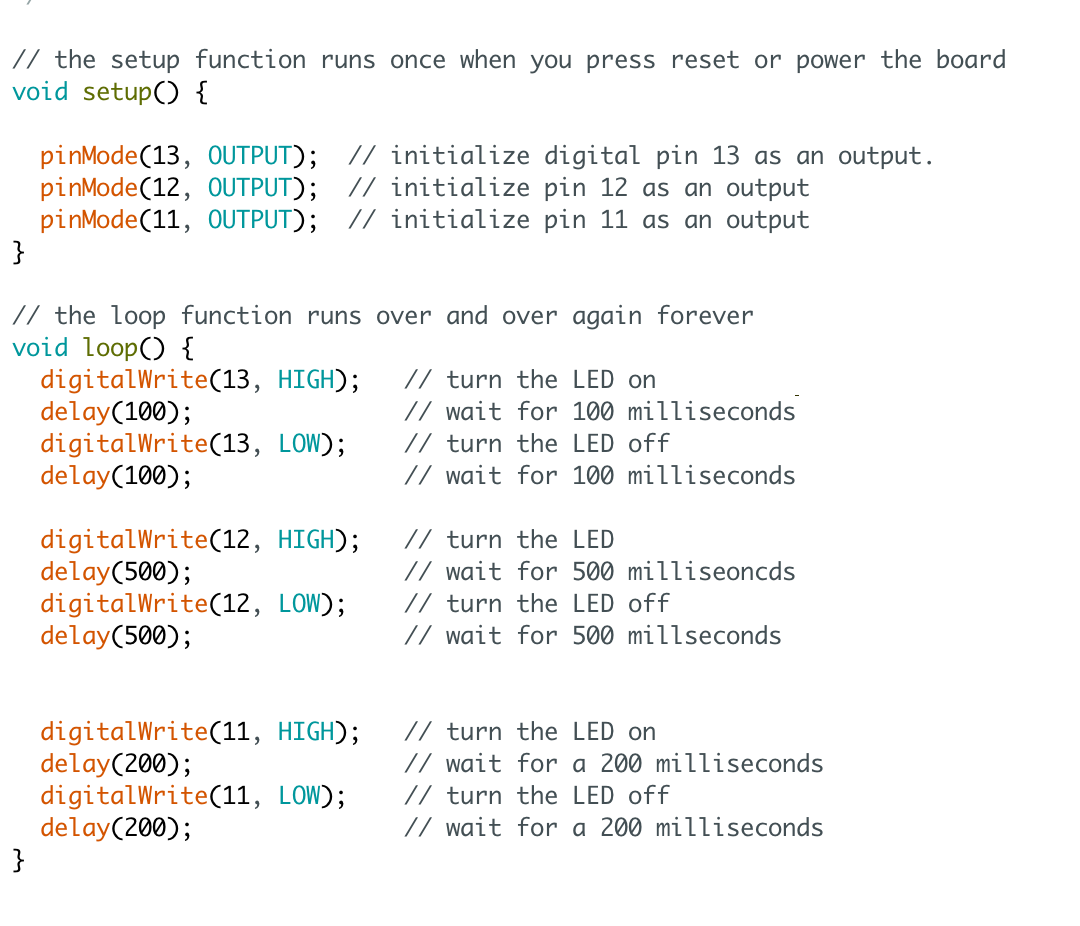 // the setup function runs once when you press reset or power the board
void setup() {
pinMode(13, OUTPUT);  // initialize digital pin 13 as an output.
pinMode(12, OUTPUT);  // initialize pin 12 as an output
pinMode(11, OUTPUT);  // initialize pin 11 as an output
}
// the loop function runs over and over again forever
void loop() {
digitalWrite(13, HIGH);   // turn the LED on
delay(100);               // wait for 100 milliseconds
digitalWrite(13, LOW);    // turn the LED off
delay(100);               // wait for 100 milliseconds
digitalWrite(12, HIGH);   // turn the LED
delay(500);               // wait for 500 milliseoncds
digitalWrite(12, LOW);    // turn the LED off
delay(500);               // wait for 500 millseconds
digitalWrite(11, HIGH);   // turn the LED on
delay(200);               // wait for a 200 milliseconds
digitalWrite(11, LOW);    // turn the LED off
delay(200);               // wait for a 200 milliseconds
}